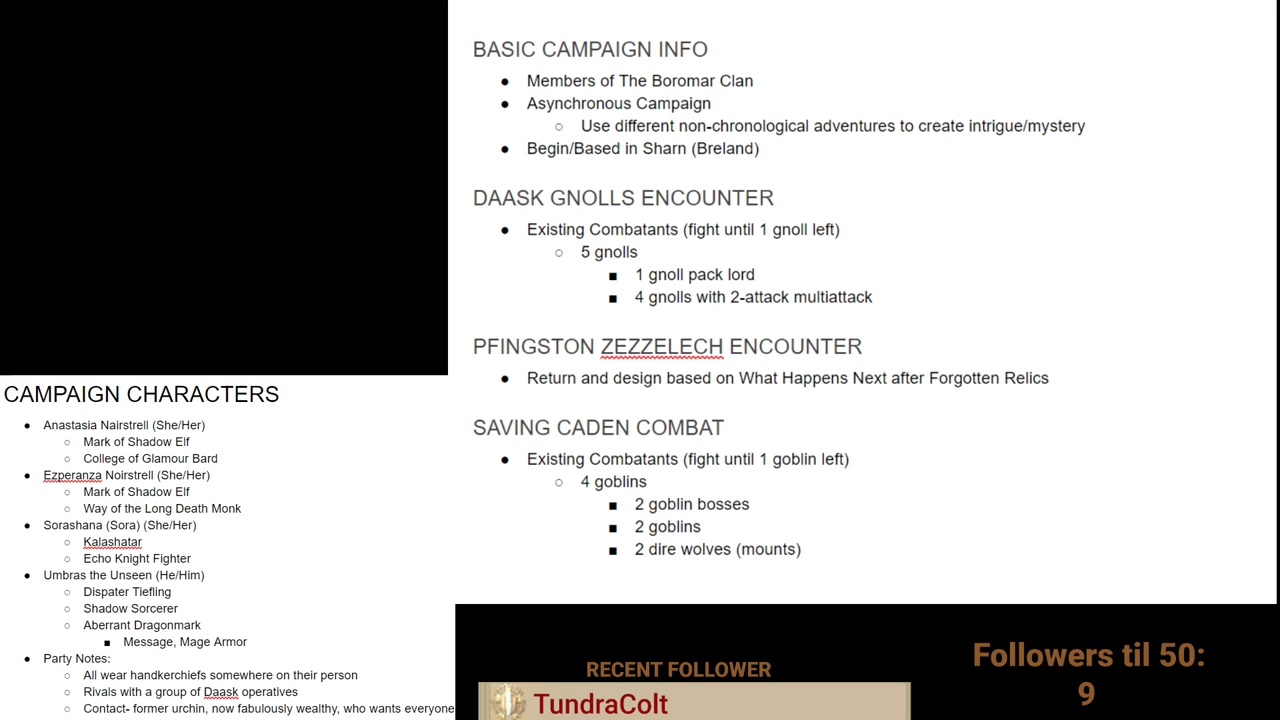 BASIC CAMPAIGN INFO
● Members of The Boromar Clan
● Asynchronous Campaign
○ Use different non-chronological adventures to create intrigue/mystery
● Begin/Based in Sharn (Breland)
DAASK GNOLLS ENCOUNTER
● Existing Combatants (fight until 1 gnoll left)
○ 5 gnolls
■ 1 gnoll pack lord
■ 4 gnolls with 2-attack multiattack
PFINGSTON ZEZZELECH ENCOUNTER
● Return and design based on What Happens Next after Forgotten Relics
SAVING CADEN COMBAT
● Existing Combatants (fight until 1 goblin left)
○ 4 goblins
■ 2 goblin bosses
■ 2 goblins
■ 2 dire wolves (mounts)
CAMPAIGN CHARACTERS
● Anastasia Nairstrell (She/Her)
○ Mark of Shadow Elf
○ College of Glamour Bard
● Ezperanza Noirstrell (She/Her)
○ Mark of Shadow Elf
○ Way of the Long Death Monk
● Sorashana (Sora) (She/Her)
○ Kalashatar
○ Echo Knight Fighter
● Umbras the Unseen (He/Him)
○ Dispater Tiefling
○ Shadow Sorcerer
○ Aberrant Dragonmark
■ Message, Mage Armor
● Party Notes:
○ All wear handkerchiefs somewhere on their person
○ Rivals with a group of Daask operatives
○ Contact- former urchin, now fabulously wealthy, who wants everyone
RECENT FOLLOWER
TundraColt
Followers til 50:
9